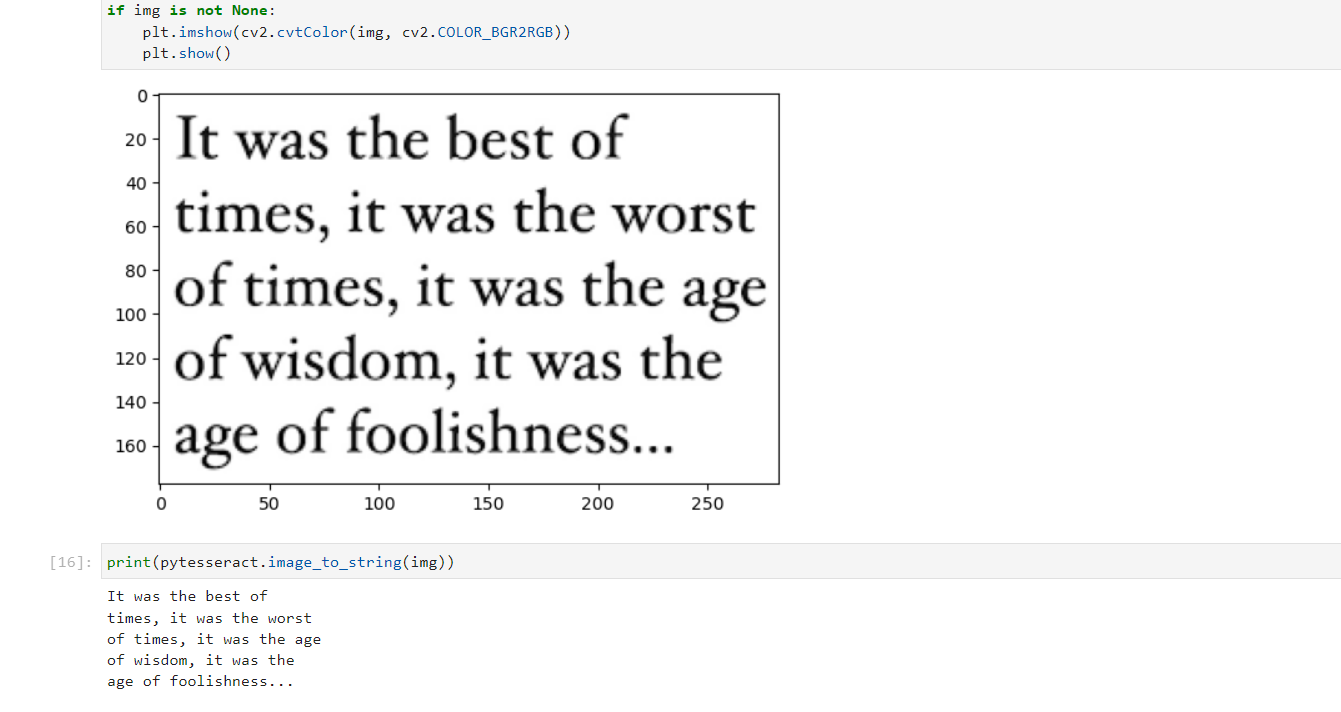 if img is not None:
    plt.imshow(cv2.cvtColor(img, cv2.COLOR_BGR2RGB))
    plt.show()
0
20
40
60
80
100
120
140
160
It was the best of
times, it was the worst
of times, it was the age
of wisdom, it was the
age of foolishness...
0 50 100 150 200 250
[16]: print(pytesseract.image_to_string(img))
It was the best of
times, it was the worst
of times, it was the age
of wisdom, it was the
age of foolishness...